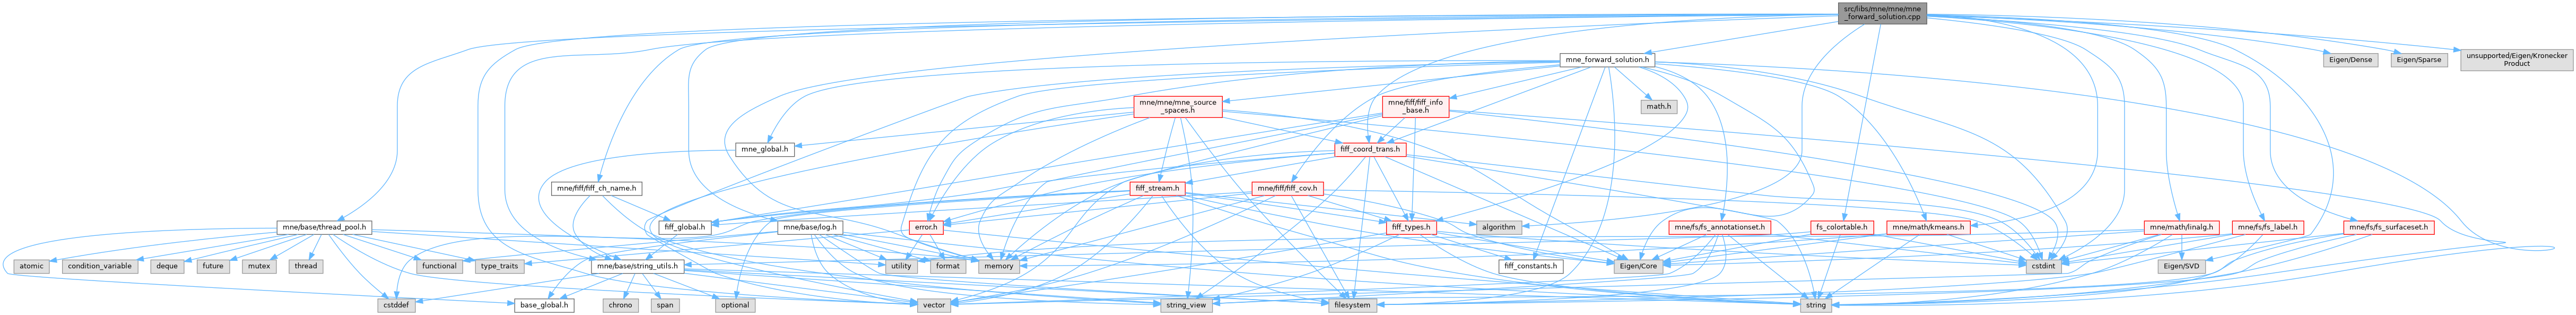 src/libs/mne/mne/mne
_forward_solution.cpp
mne_forward_solution.h
Eigen/Dense
Eigen/Sparse
unsupported/Eigen/Kronecker
Product
mne/mne/mne_source
_spaces.h
mne/fiff/fiff_info
_base.h
math.h
mne_global.h
fiff_coord_trans.h
mne/fiff/fiff_ch_name.h
fiff_stream.h
mne/fiff/fiff_cov.h
mne/base/thread_pool.h
fiff_global.h
mne/base/log.h
error.h
algorithm
fiff_types.h
mne/fs/fs_annotationset.h
fs_colortable.h
mne/math/kmeans.h
mne/math/linalg.h
mne/fs/fs_label.h
mne/fs/fs_surfaceset.h
atomic
condition_variable
deque
future
mutex
thread
functional
type_traits
mne/base/string_utils.h
utility
format
memory
fiff_constants.h
Eigen/Core
cstdint
Eigen/SVD
cstddef
base_global.h
chrono
span
optional
vector
string_view
filesystem
string